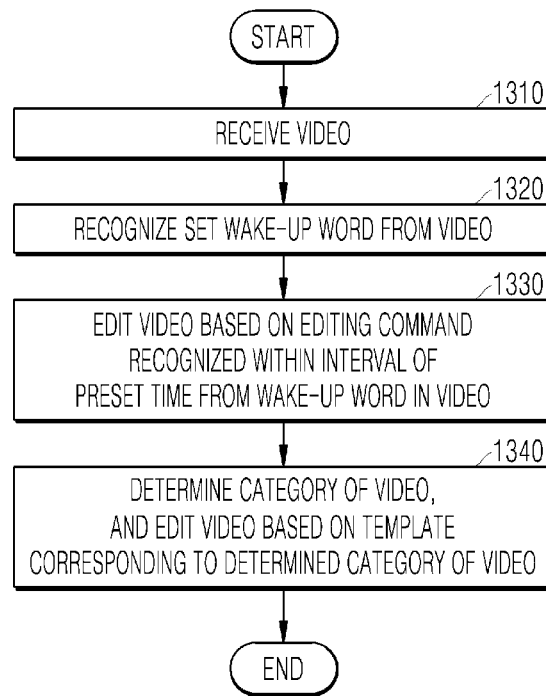 START
1310
RECEIVE VIDEO
1320
RECOGNIZE SET WAKE-UP WORD FROM VIDEO
1330
EDIT VIDEO BASED ON EDITING COMMAND
RECOGNIZED WITHIN INTERVAL OF
PRESET TIME FROM WAKE-UP WORD IN VIDEO
1340
DETERMINE CATEGORY OF VIDEO,
AND EDIT VIDEO BASED ON TEMPLATE
CORRESPONDING TO DETERMINED CATEGORY OF VIDEO
END